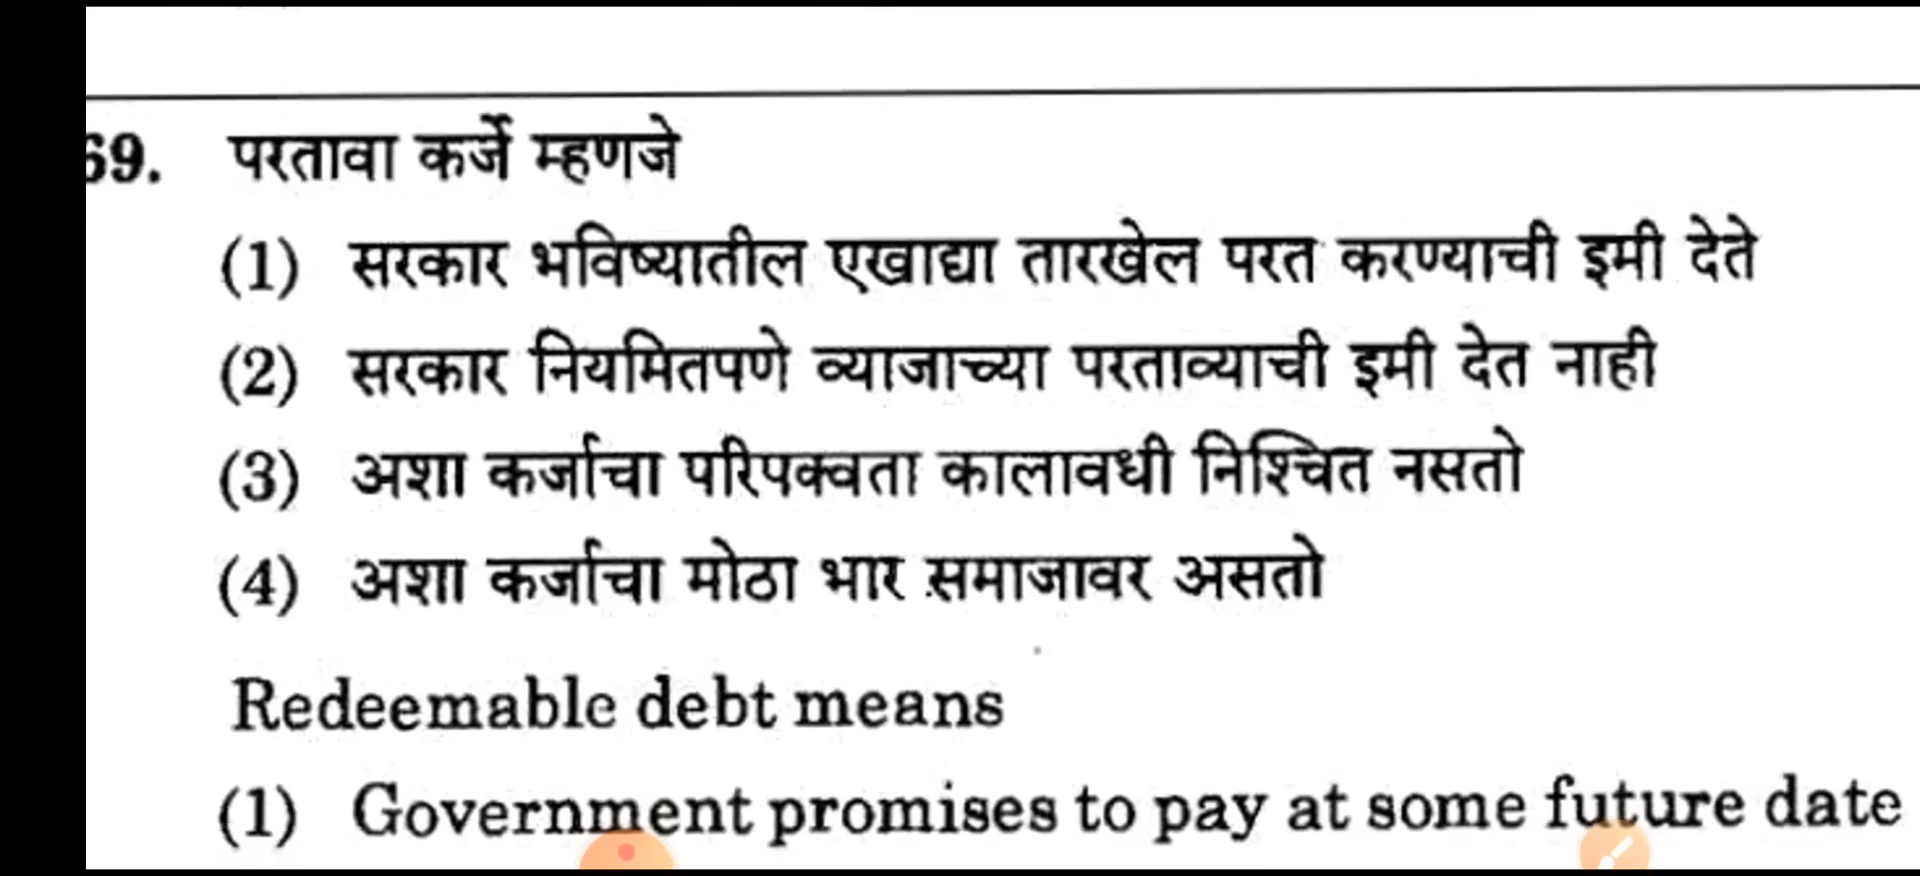 69. परतावा कर्जे म्हणजे
(1) सरकार भविष्यातील एखाद्या तारखेल परत करण्याची इमी देते
(2) सरकार नियमितपणे व्याजाच्या परताव्याची इमी देत नाही
(3) अशा कर्जाचा परिपक्वता कालावधी निश्चित नसतो
(4) अशा कर्जाचा मोठा भार समाजावर असतो
Redeemable debt means
(1) Government promises to pay at some future date